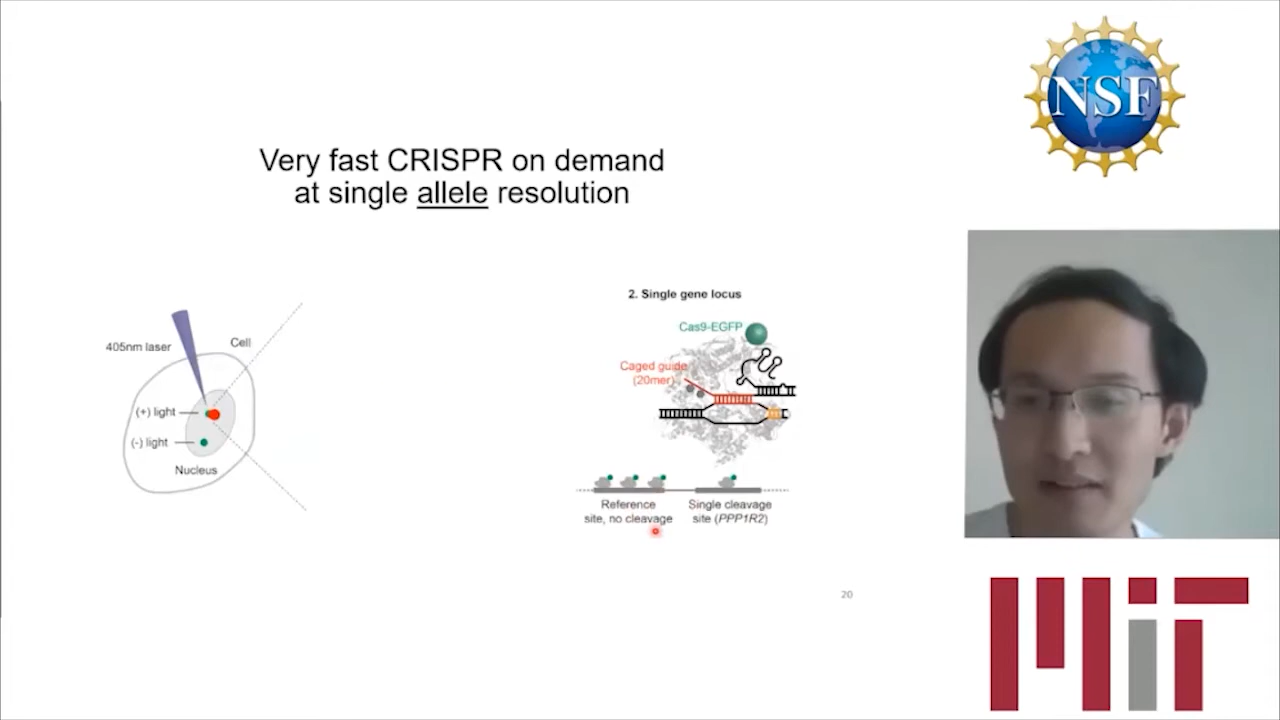 Very fast CRISPR on demand
at single allele resolution
NSF
2. Single gene locus
Cas9-EGFP
405nm laser
Cell
Caged guide
(20mer)
(+) light
(-) light
Nucleus
Reference
site, no cleavage
Single cleavage
site (PPP1R2)
20
MIT